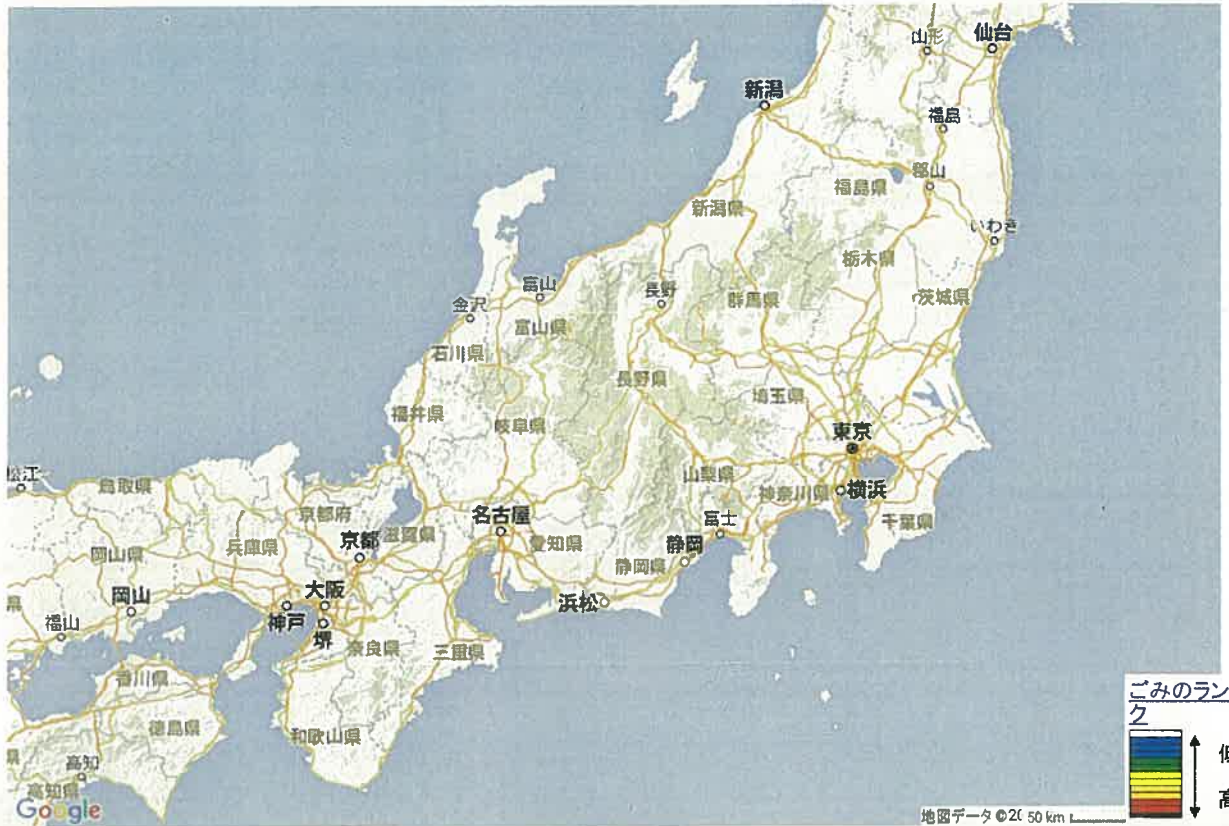 山形
仙台
新潟
福島
郡山
福島県
新潟県
いわき
栃木県
富山
長野
群馬県
茨城県
金沢
富山県
石川県
長野県
埼玉県
福井県
岐阜県
東京
松江
鳥取県
山梨県
神奈川県
横浜
京都府
名古屋
富士
千葉県
滋賀県
岡山県
兵庫県
京都
愛知県
静岡
静岡県
岡山
大阪
浜松
神戸
福山
堺
奈良県
三重県
香川県
徳島県
和歌山県
高知
高知県
Google
ごみのラン
ク
低
高
地図データ ©20 50 km